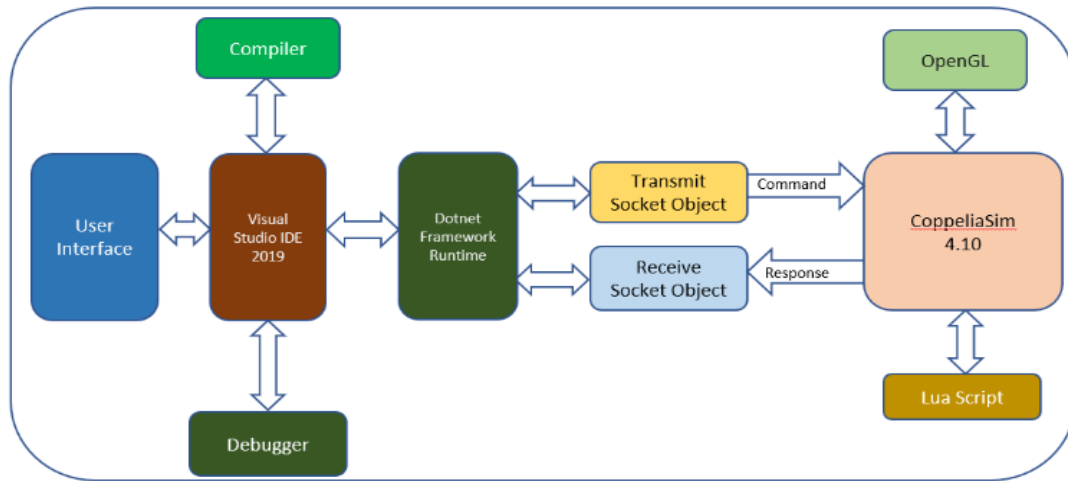 Compiler
OpenGL
User
Interface
Visual
Studio IDE
2019
Dotnet
Framework
Runtime
Transmit
Socket Object
Command
Receive
Socket Object
Response
CoppeliaSim
4.10
Debugger
Lua Script